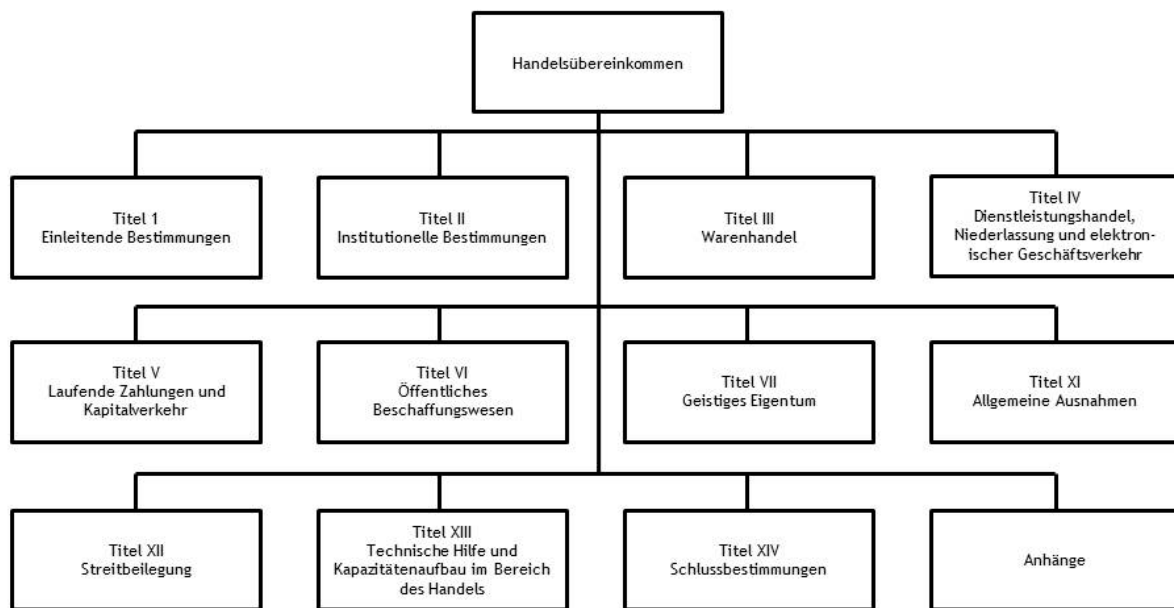 Handelsübereinkommen
Titel 1
Einleitende Bestimmungen
Titel II
Institutionelle Bestimmungen
Titel III
Warenhandel
Titel IV
Dienstleistungshandel,
Niederlassung und elektron-
ischer Geschäftsverkehr
Titel V
Laufende Zahlungen und
Kapitalverkehr
Titel VI
Öffentliches
Beschaffungswesen
Titel VII
Geistiges Eigentum
Titel XI
Allgemeine Ausnahmen
Titel XII
Streitbeilegung
Titel XIII
Technische Hilfe und
Kapazitätenaufbau im Bereich
des Handels
Titel XIV
Schlussbestimmungen
Anhänge